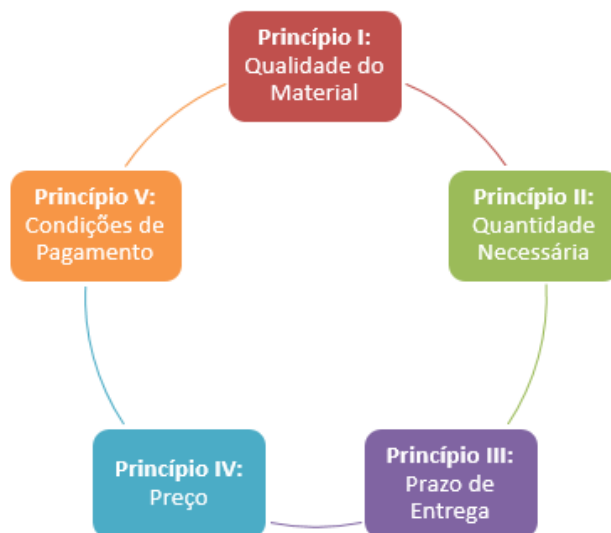 Princípio I:
Qualidade do
Material
Princípio II:
Quantidade
Necessária
Princípio III:
Prazo de
Entrega
Princípio IV:
Preço
Princípio V:
Condições de
Pagamento